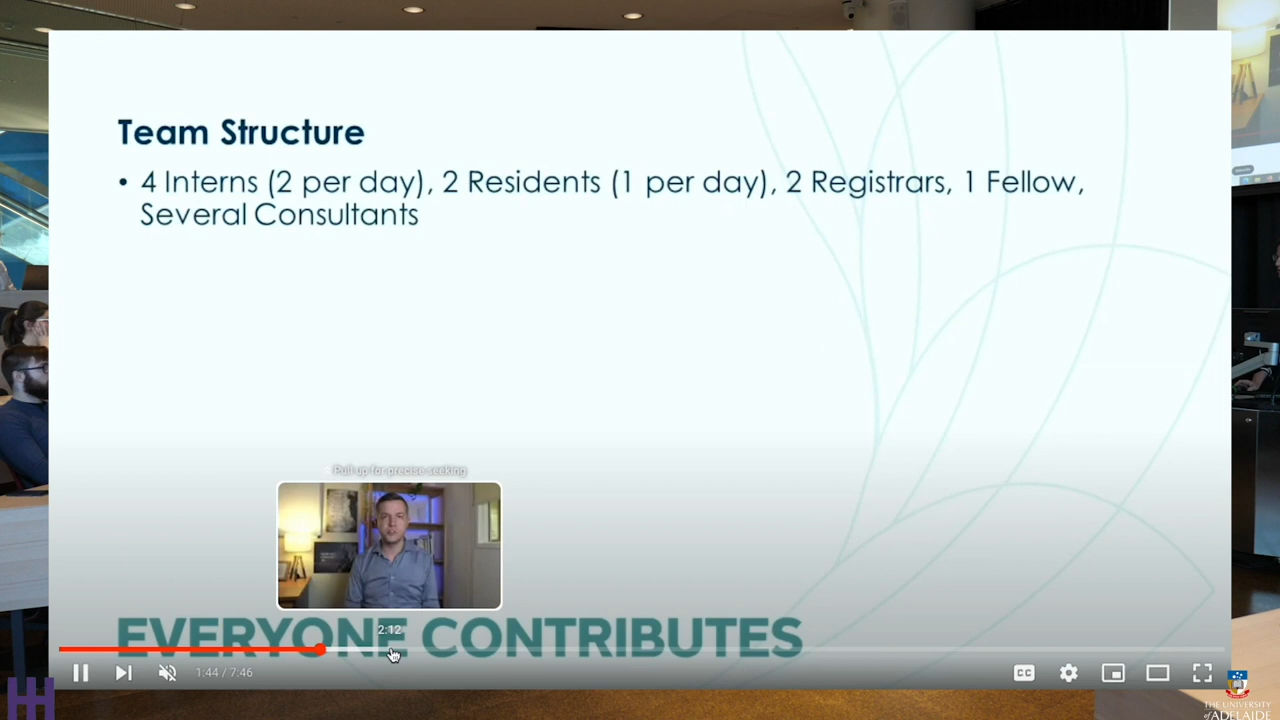 Team Structure
• 4 Interns (2 per day), 2 Residents (1 per day), 2 Registrars, 1 Fellow,
Several Consultants
Pull up for precise seeking
2:12
EVERYONE CONTRIBUTES
1:44 / 7:46
CC
THE UNIVERSITY
of ADELAIDE